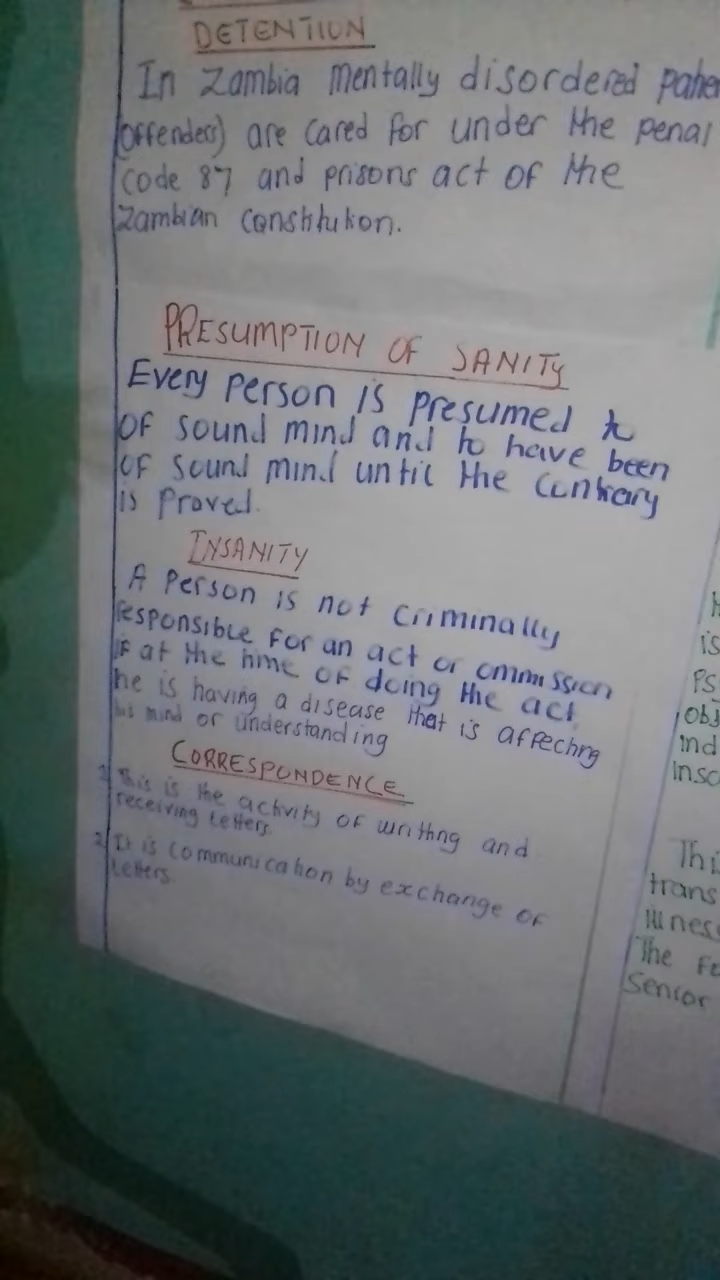 DETENTION
In Zambia mentally disordered
(offenders) are cared for under the penal
code 87 and prisons act of the
Zambian constitution.
PRESUMPTION OF SANITY
Every person is presumed to
of sound mind and to have been
of sound mind until the contrary
is proved.
INSANITY
A person is not criminally
responsible for an act or ommission
if at the time of doing the act
he is having a disease that is affecting
his mind or understanding
CORRESPONDENCE
1 This is the activity of writing and
receiving letters.
2 It is communication by exchange of
letters.
is
Thi
trans
illness
The
Senior